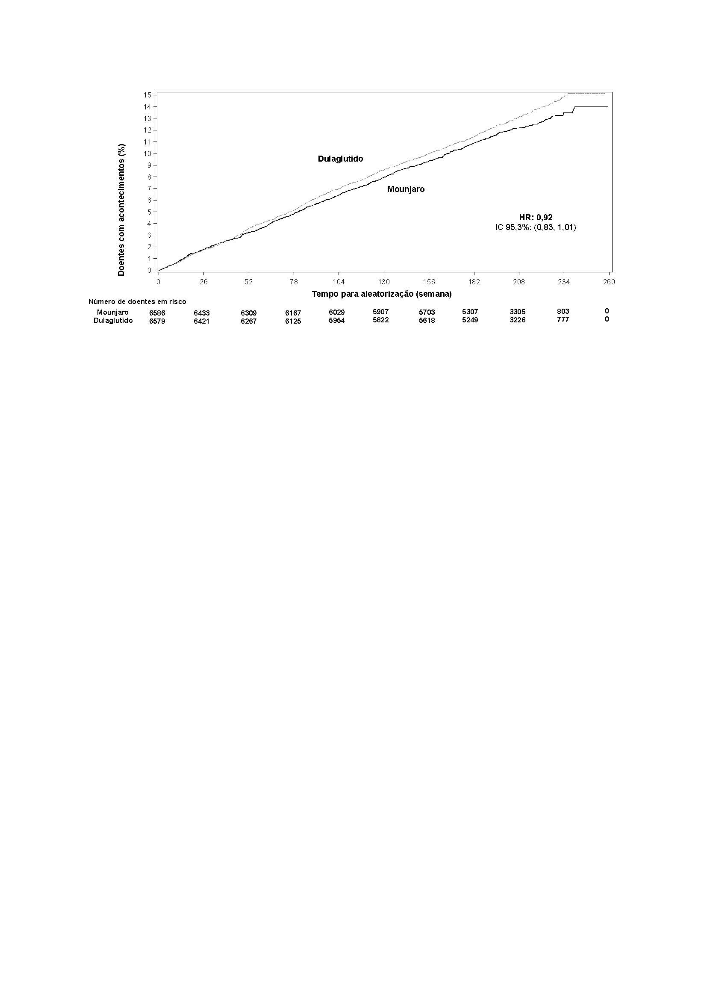 15
14
13
12
11
10
9
8
7
6
5
4
3
2
1
0
Doentes com acontecimentos (%)
Dulaglutido
Mounjaro
HR: 0,92
IC 95,3%: (0,83, 1,01)
0 26 52 78 104 130 156 182 208 234 260
Tempo para aleatorização (semana)
Número de doentes em risco
Mounjaro 6586 6433 6309 6167 6029 5907 5703 5307 3305 803 0
Dulaglutido 6579 6421 6267 6125 5954 5822 5618 5249 3226 777 0